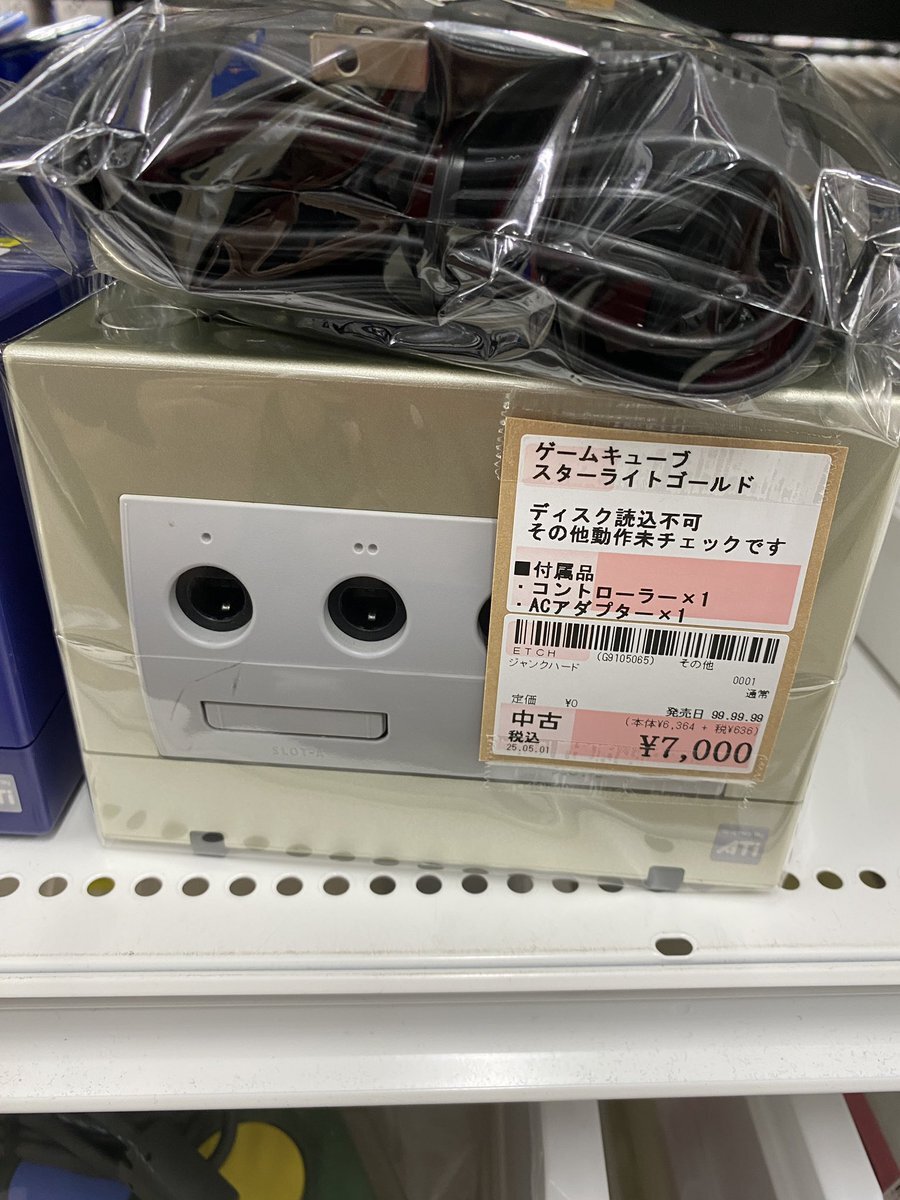 ゲームキューブ
スターライトゴールド
ディスク読込不可
その他動作未チェックです
■付属品
・コントローラー×1
・ACアダプター×1
ETCH
(G9105065)
その他
ジャンクハード
0001
通常
定価 ¥0
発売日 99.99.99
中古
(本体¥6,364 + 税¥636)
税込
¥7,000
25.05.01
SLOT-A
ATi